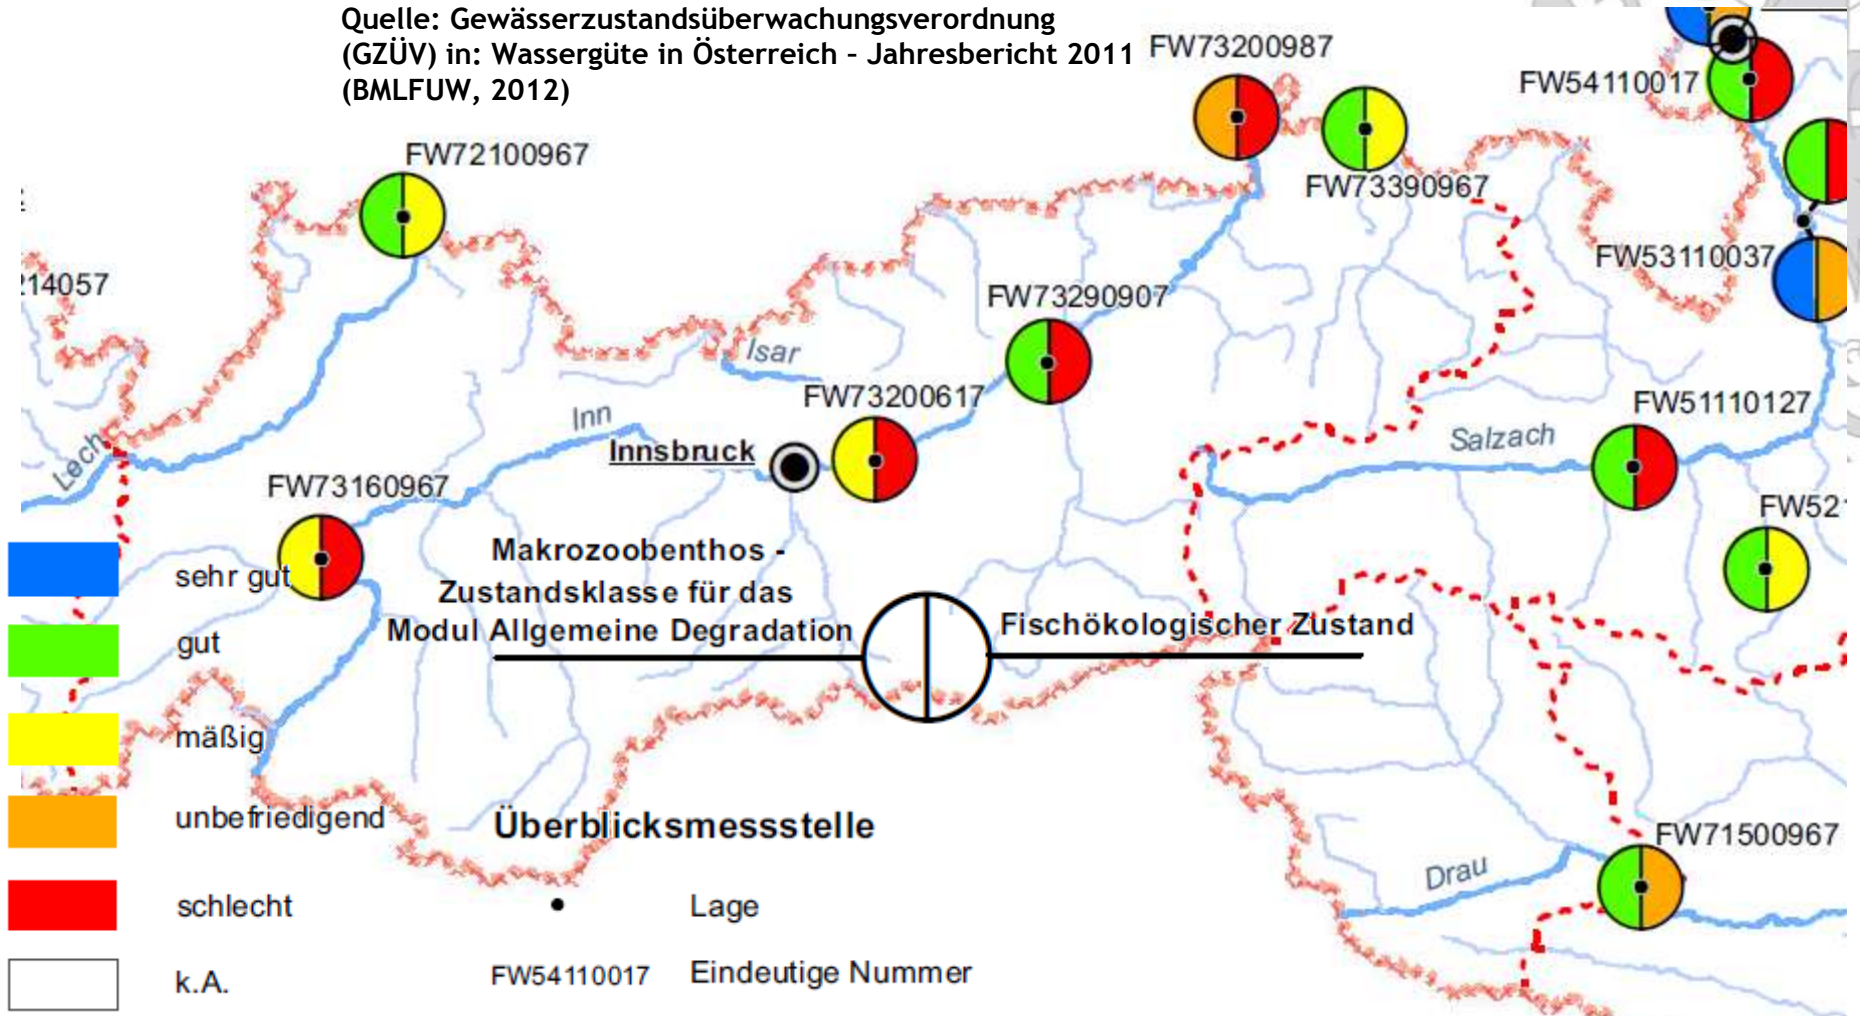 Quelle: Gewässerzustandsüberwachungsverordnung
(GZÜV) in: Wassergüte in Österreich – Jahresbericht 2011
(BMLFUW, 2012)
FW73200987
FW54110017
FW72100967
FW73390967
FW53110037
214057
FW73290907
Isar
FW73200617
FW51110127
Inn
Innsbruck
Salzach
Lech
FW73160967
FW52
Makrozoobenthos -
Zustandsklasse für das
Modul Allgemeine Degradation
Fischökologischer Zustand
sehr gut
gut
mäßig
unbefriedigend
schlecht
k.A.
Überblicksmessstelle
Lage
FW54110017 Eindeutige Nummer
FW71500967
Drau